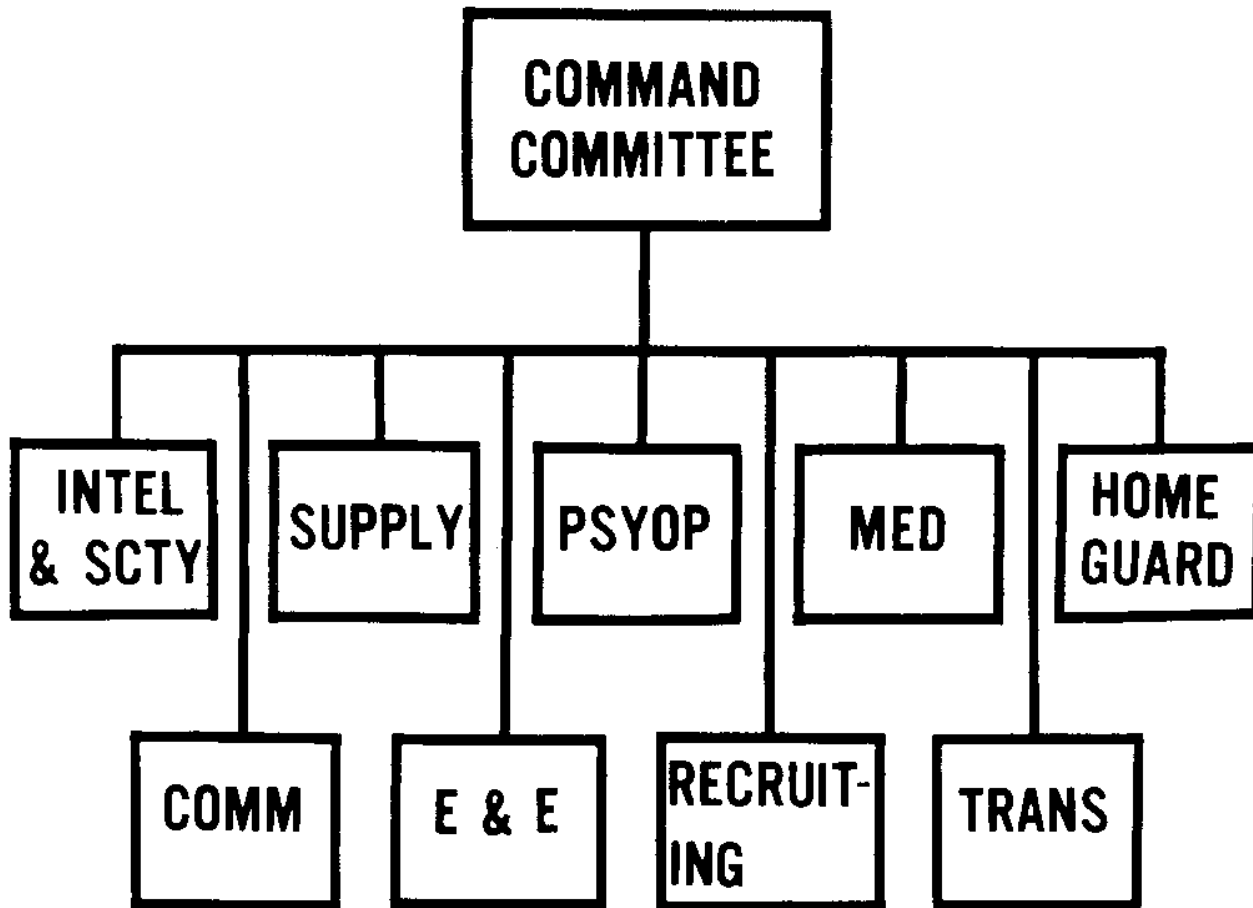 COMMAND
COMMITTEE
INTEL
& SCTY
SUPPLY
PSYOP
MED
HOME
GUARD
COMM
E & E
RECRUIT-
ING
TRANS